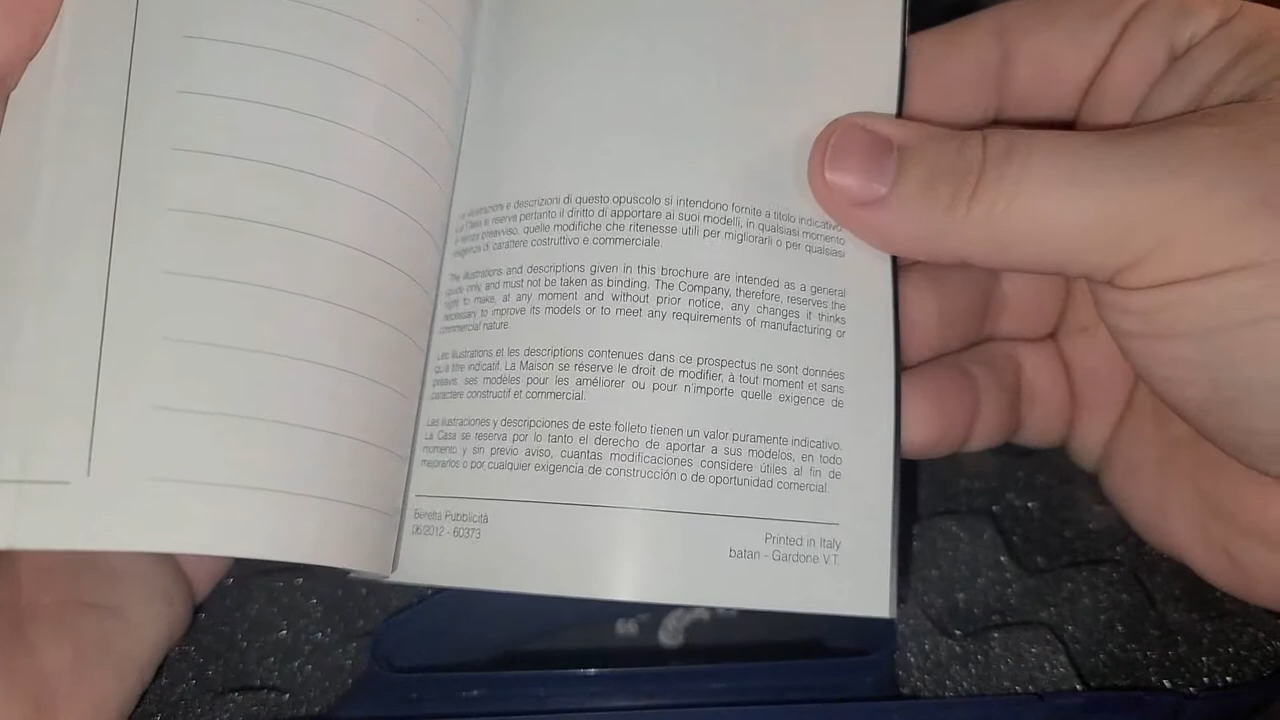 Le illustrazioni e descrizioni di questo opuscolo si intendono fornite a titolo indicativo.
La Casa si riserva pertanto il diritto di apportare ai suoi modelli, in qualsiasi momento
e senza preavviso, quelle modifiche che ritenesse utili per migliorarli o per qualsiasi
esigenza di carattere costruttivo e commerciale.
The illustrations and descriptions given in this brochure are intended as a general
guide only, and must not be taken as binding. The Company, therefore, reserves the
right to make, at any moment and without prior notice, any changes it thinks
necessary to improve its models or to meet any requirements of manufacturing or
commercial nature.
Les illustrations et les descriptions contenues dans ce prospectus ne sont données
qu'à titre indicatif. La Maison se réserve le droit de modifier, à tout moment et sans
préavis, ses modèles pour les améliorer ou pour n'importe quelle exigence de
caractère constructif et commercial.
Las ilustraciones y descripciones de este folleto tienen un valor puramente indicativo.
La Casa se reserva por lo tanto el derecho de aportar a sus modelos, en todo
momento y sin previo aviso, cuantas modificaciones considere útiles al fin de
mejorarlos o por cualquier exigencia de construcción o de oportunidad comercial.
Beretta Pubblicità
06/2012 - 60373
Printed in Italy
batan - Gardone V.T.